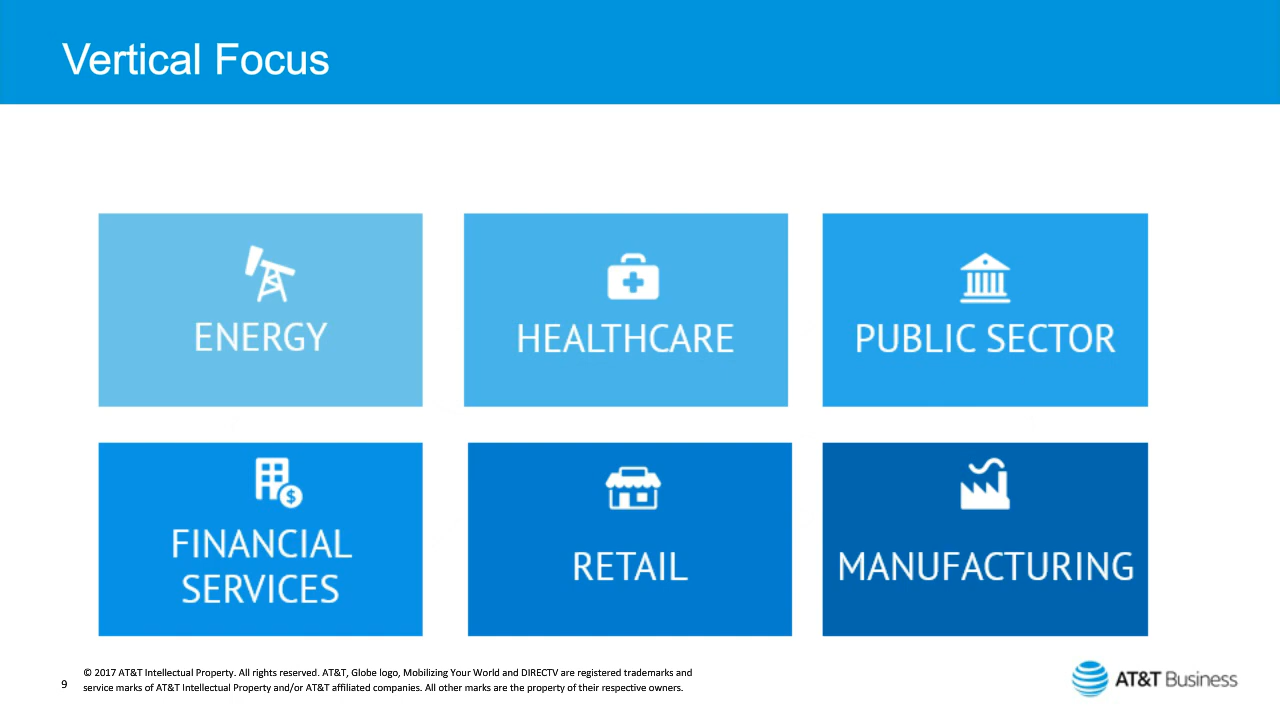 Vertical Focus
ENERGY
HEALTHCARE
PUBLIC SECTOR
$
FINANCIAL
SERVICES
RETAIL
MANUFACTURING
© 2017 AT&T Intellectual Property. All rights reserved. AT&T, Globe logo, Mobilizing Your World and DIRECTV are registered trademarks and
service marks of AT&T Intellectual Property and/or AT&T affiliated companies. All other marks are the property of their respective owners.
9
AT&T Business